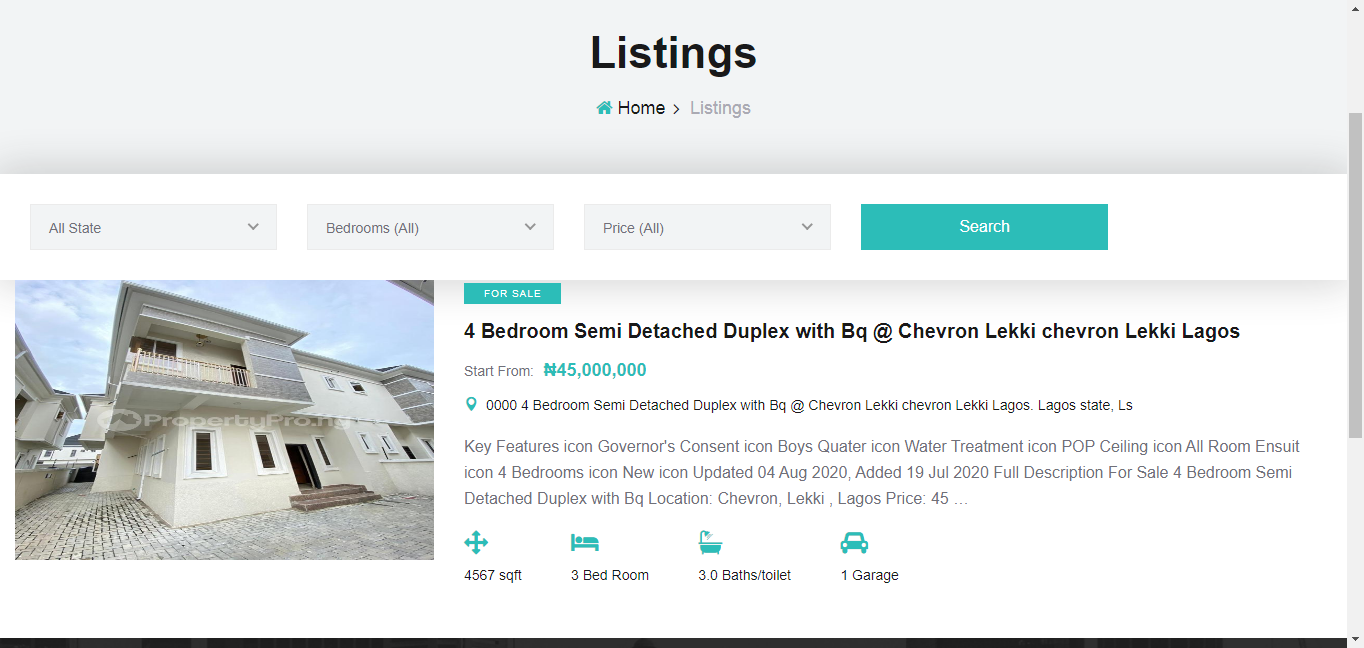 Listings
Home Listings
All State
Bedrooms (All)
Price (All)
Search
FOR SALE
4 Bedroom Semi Detached Duplex with Bq @ Chevron Lekki chevron Lekki Lagos
Start From: ₦45,000,000
0000 4 Bedroom Semi Detached Duplex with Bq @ Chevron Lekki chevron Lekki Lagos. Lagos state, Ls
PropertyPro.ng
Key Features icon Governor's Consent icon Boys Quater icon Water Treatment icon POP Ceiling icon All Room Ensuit
icon 4 Bedrooms icon New icon Updated 04 Aug 2020, Added 19 Jul 2020 Full Description For Sale 4 Bedroom Semi
Detached Duplex with Bq Location: Chevron, Lekki , Lagos Price: 45 …
4567 sqft
3 Bed Room
3.0 Baths/toilet
1 Garage